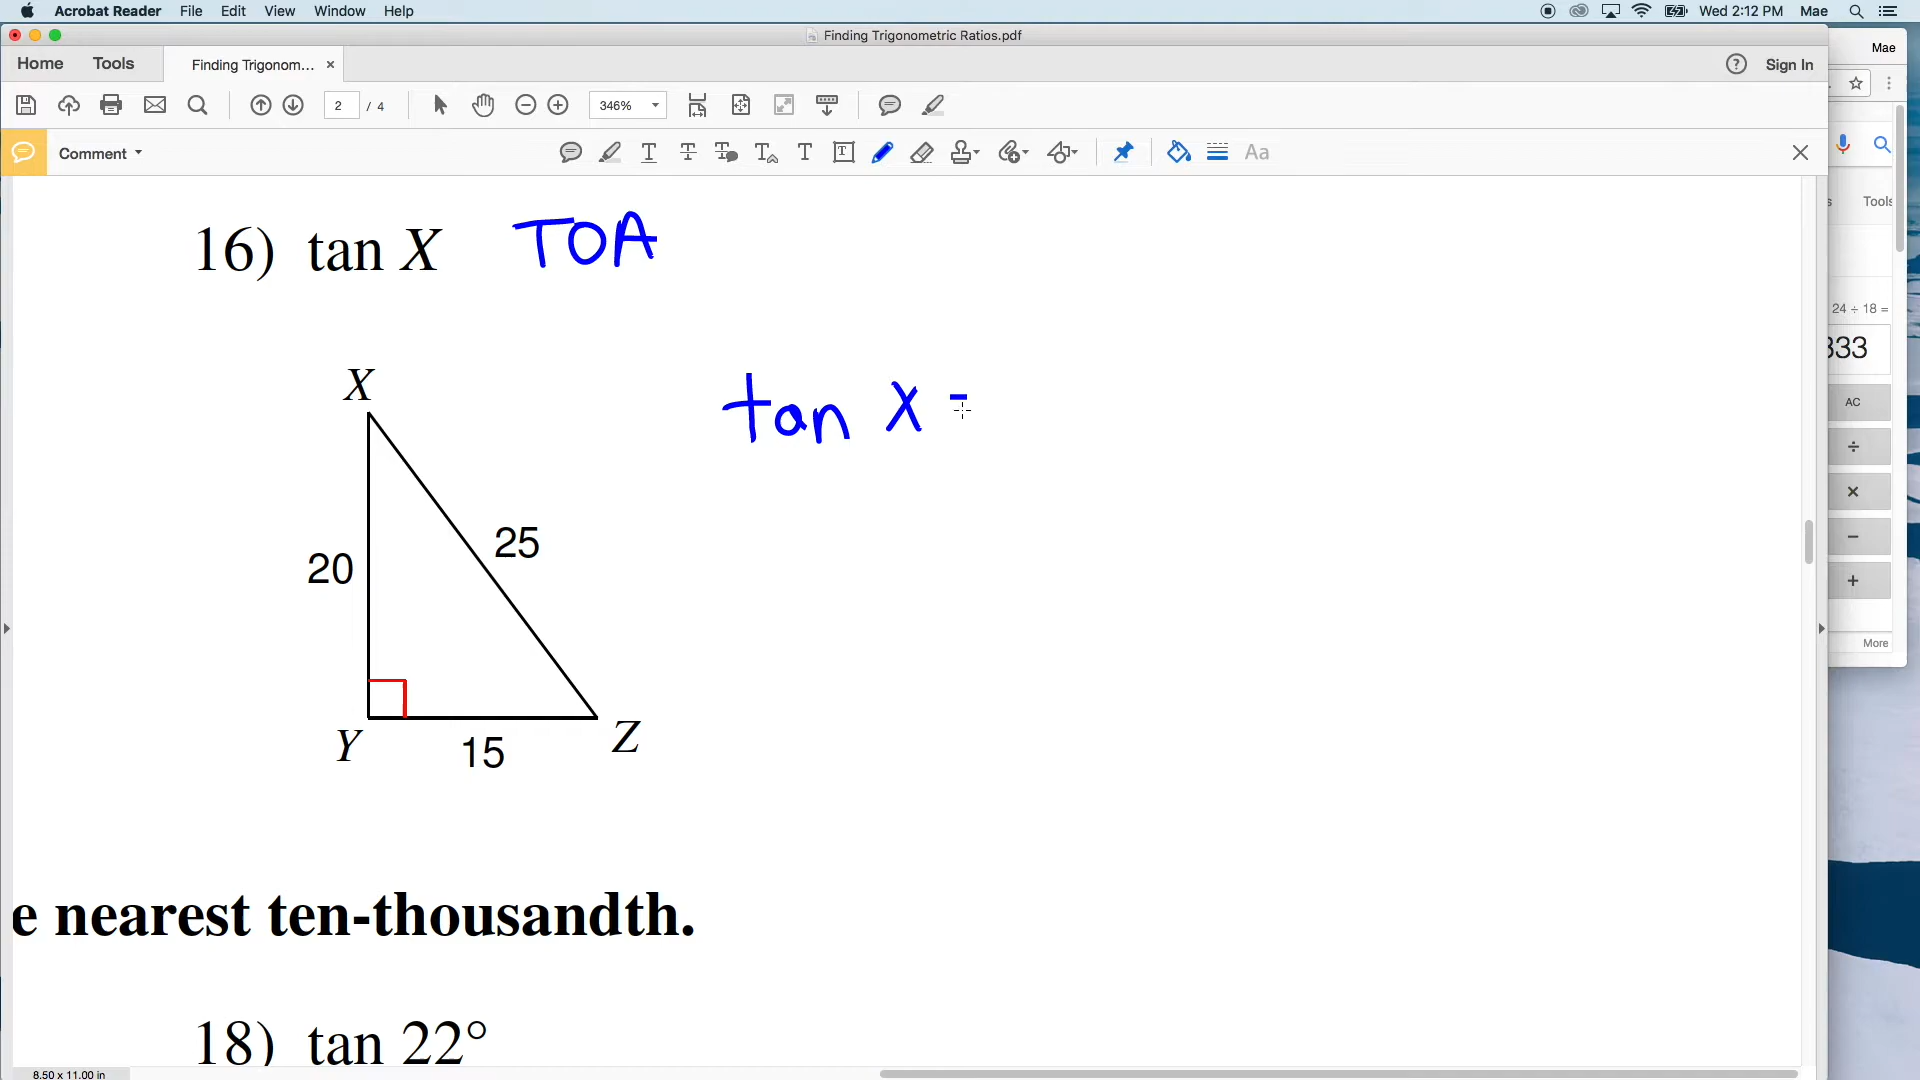 Acrobat Reader File Edit View Window Help Wed 2:12 PM Mae
Finding Trigonometric Ratios.pdf
Mae
Home Tools Finding Trigonom... × Sign In
2 / 4 346%
Comment Aa
Tools
16) tan X TOA
24 ÷ 18 =
333
X
tan X =
AC
÷
×
−
+
25
20
More
Y 15 Z
e nearest ten-thousandth.
18) tan 22°
8.50 x 11.00 in